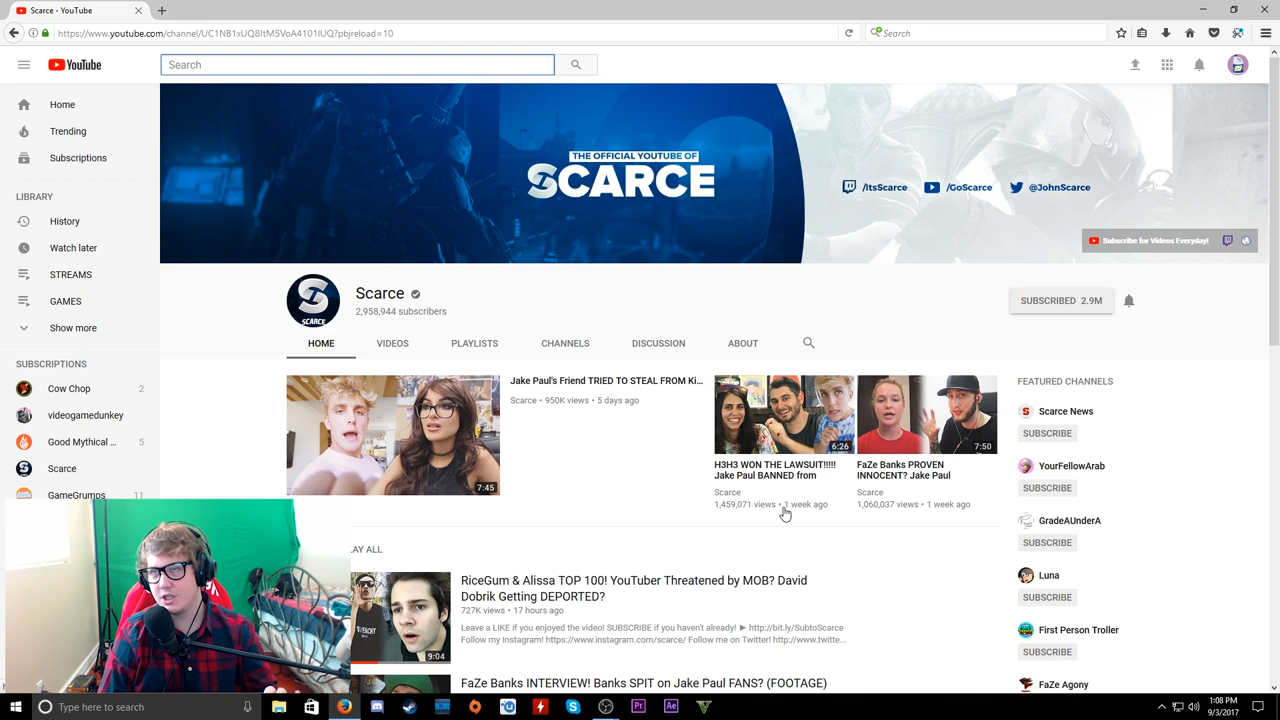 Scarce - YouTube
https://www.youtube.com/channel/UC1NB1xUQ8ItM5VoA4101IUQ?pbjreload=10
Search
YouTube
Search
Home
Trending
Subscriptions
LIBRARY
History
Watch later
STREAMS
GAMES
Show more
SUBSCRIPTIONS
Cow Chop 2
videogamedunkey
Good Mythical ... 5
Scarce
GameGrumps 11
THE OFFICIAL YOUTUBE OF
SCARCE
/ItsScarce
/GoScarce
@JohnScarce
Subscribe for Videos Everyday!
SCARCE
Scarce
2,958,944 subscribers
SUBSCRIBED 2.9M
HOME
VIDEOS
PLAYLISTS
CHANNELS
DISCUSSION
ABOUT
7:45
Jake Paul's Friend TRIED TO STEAL FROM Ki...
Scarce • 950K views • 5 days ago
6:26
H3H3 WON THE LAWSUIT!!!!!
Jake Paul BANNED from
Scarce
1,459,071 views • 1 week ago
7:50
FaZe Banks PROVEN
INNOCENT? Jake Paul
Scarce
1,060,037 views • 1 week ago
FEATURED CHANNELS
Scarce News
SUBSCRIBE
YourFellowArab
SUBSCRIBE
GradeAUnderA
SUBSCRIBE
Luna
SUBSCRIBE
First Person Troller
SUBSCRIBE
FaZe Agony
LAY ALL
9:04
RiceGum & Alissa TOP 100! YouTuber Threatened by MOB? David
Dobrik Getting DEPORTED?
727K views • 17 hours ago
Leave a LIKE if you enjoyed the video! SUBSCRIBE if you haven't already! ► http://bit.ly/SubtoScarce
Follow my Instagram! https://www.instagram.com/scarce/ Follow me on Twitter! http://www.twitte...
FaZe Banks INTERVIEW! Banks SPIT on Jake Paul FANS? (FOOTAGE)
Type here to search
Pr
Ae
1:08 PM
9/3/2017